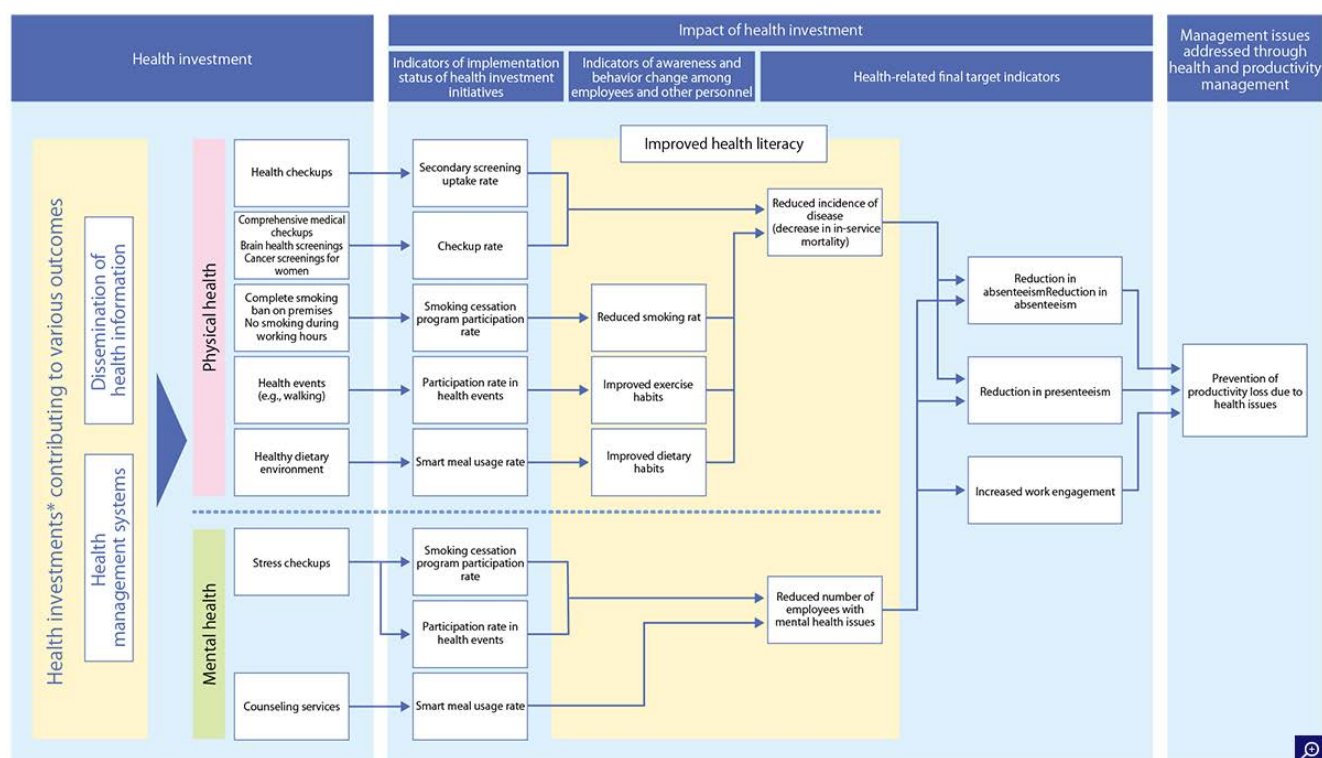 Health investment
Impact of health investment
Management issues
addressed through
health and productivity
management
Indicators of implementation
status of health investment
initiatives
Indicators of awareness and
behavior change among
employees and other personnel
Health-related final target indicators
Health investments* contributing to various outcomes
Dissemination of
health information
Health
management systems
Physical health
Mental health
Improved health literacy
Health checkups
Secondary screening
uptake rate
Comprehensive medical
checkups
Brain health screenings
Cancer screenings for
women
Checkup rate
Reduced incidence of
disease
(decrease in in-service
mortality)
Complete smoking
ban on premises
No smoking during
working hours
Smoking cessation
program participation
rate
Reduced smoking rat
Health events
(e.g., walking)
Participation rate in
health events
Improved exercise
habits
Healthy dietary
environment
Smart meal usage rate
Improved dietary
habits
Reduction in
absenteeismReduction in
absenteeism
Reduction in presenteeism
Increased work engagement
Prevention of
productivity loss due to
health issues
Stress checkups
Smoking cessation
program participation
rate
Participation rate in
health events
Reduced number of
employees with
mental health issues
Counseling services
Smart meal usage rate